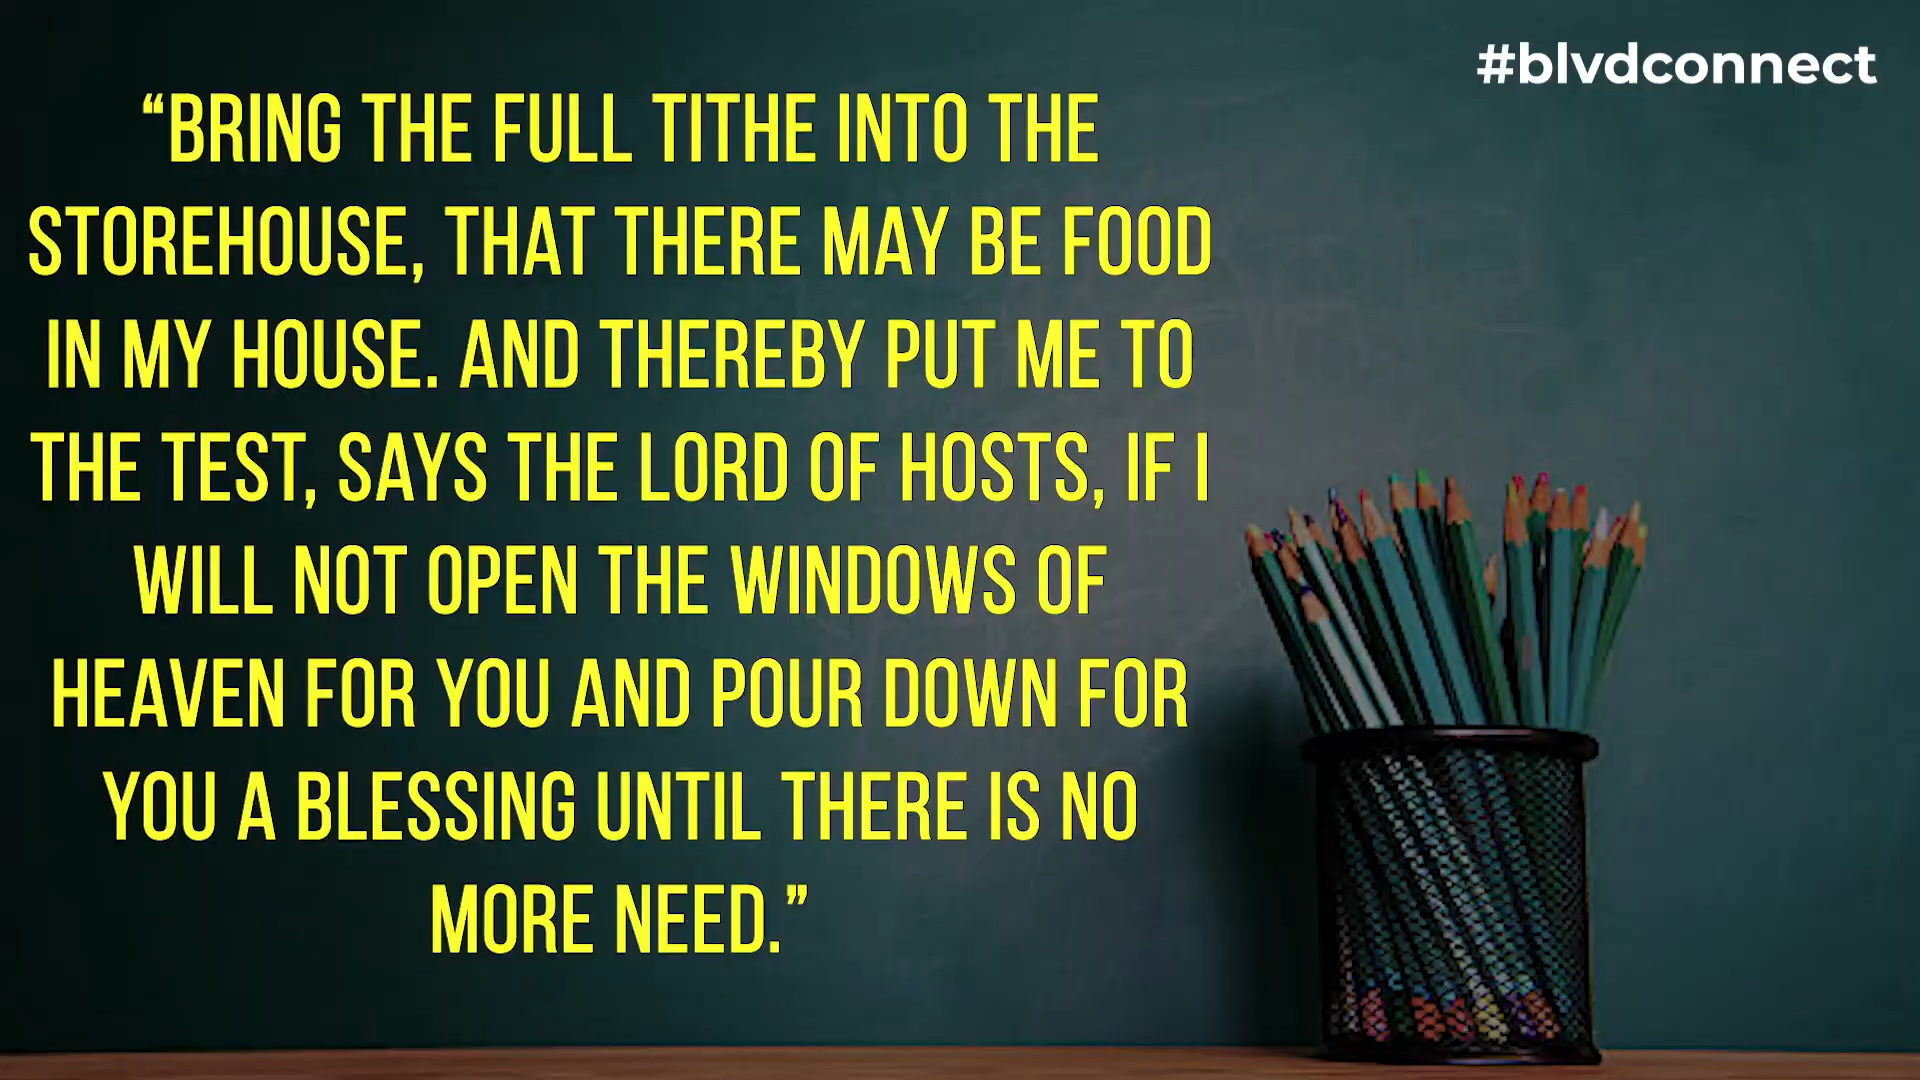 #blvdconnect
“BRING THE FULL TITHE INTO THE
STOREHOUSE, THAT THERE MAY BE FOOD
IN MY HOUSE. AND THEREBY PUT ME TO
THE TEST, SAYS THE LORD OF HOSTS, IF I
WILL NOT OPEN THE WINDOWS OF
HEAVEN FOR YOU AND POUR DOWN FOR
YOU A BLESSING UNTIL THERE IS NO
MORE NEED.”